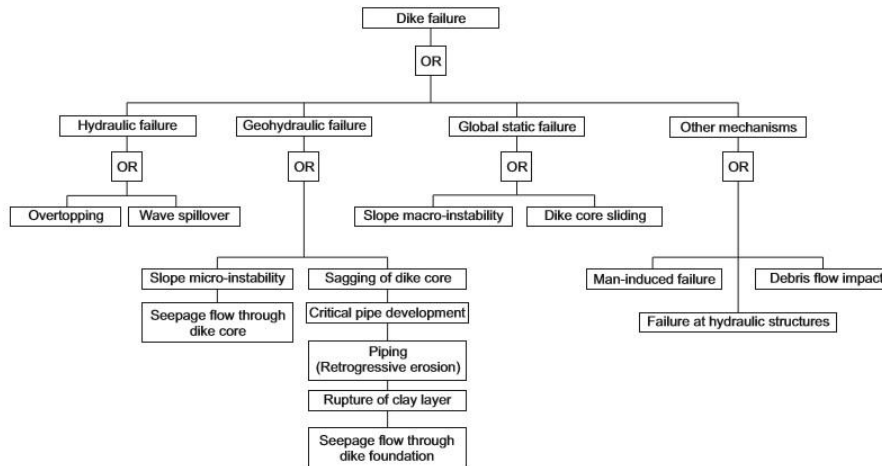 Dike failure
OR
Hydraulic failure
Geohydraulic failure
Global static failure
Other mechanisms
OR
OR
OR
OR
Overtopping
Wave spillover
Slope macro-instability
Dike core sliding
Slope micro-instability
Sagging of dike core
Man-induced failure
Debris flow impact
Seepage flow through
dike core
Critical pipe development
Failure at hydraulic structures
Piping
(Retrogressive erosion)
Rupture of clay layer
Seepage flow through
dike foundation